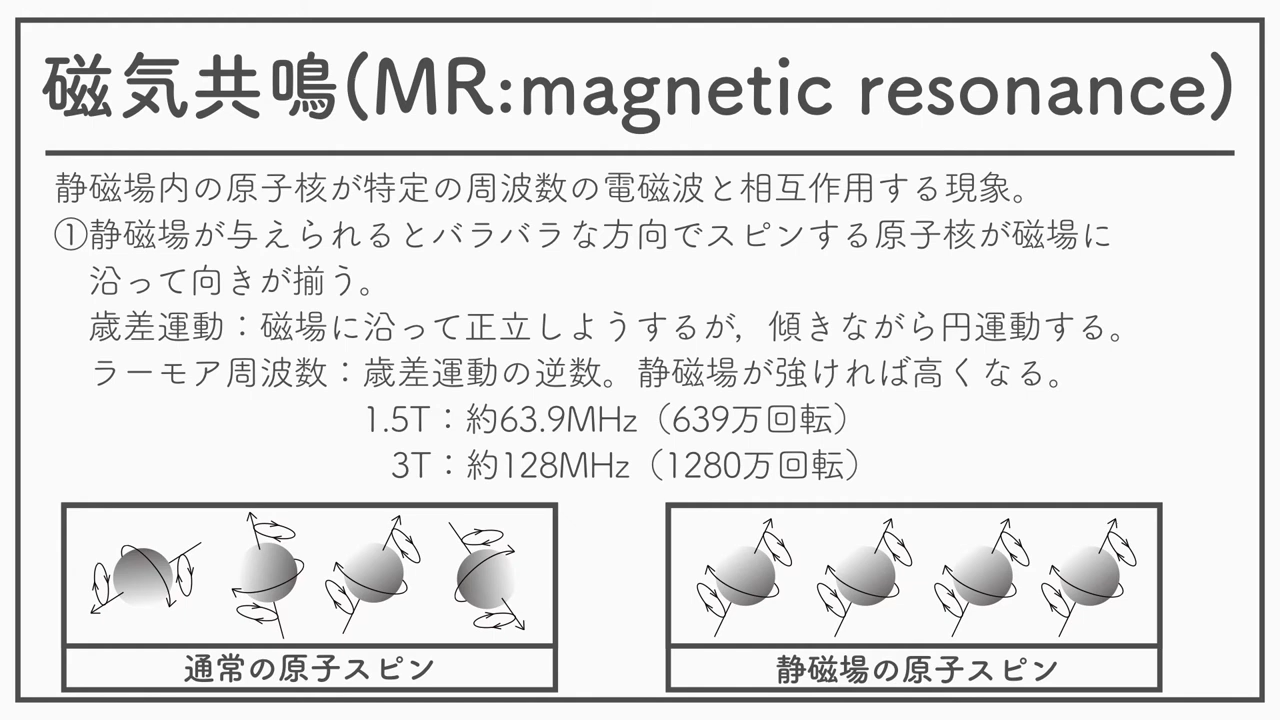 磁気共鳴(MR:magnetic resonance)
静磁場内の原子核が特定の周波数の電磁波と相互作用する現象。
①静磁場が与えられるとバラバラな方向でスピンする原子核が磁場に
沿って向きが揃う。
歳差運動：磁場に沿って正立しようするが，傾きながら円運動する。
ラーモア周波数：歳差運動の逆数。静磁場が強ければ高くなる。
1.5T：約63.9MHz（639万回転）
3T：約128MHz（1280万回転）
通常の原子スピン
静磁場の原子スピン